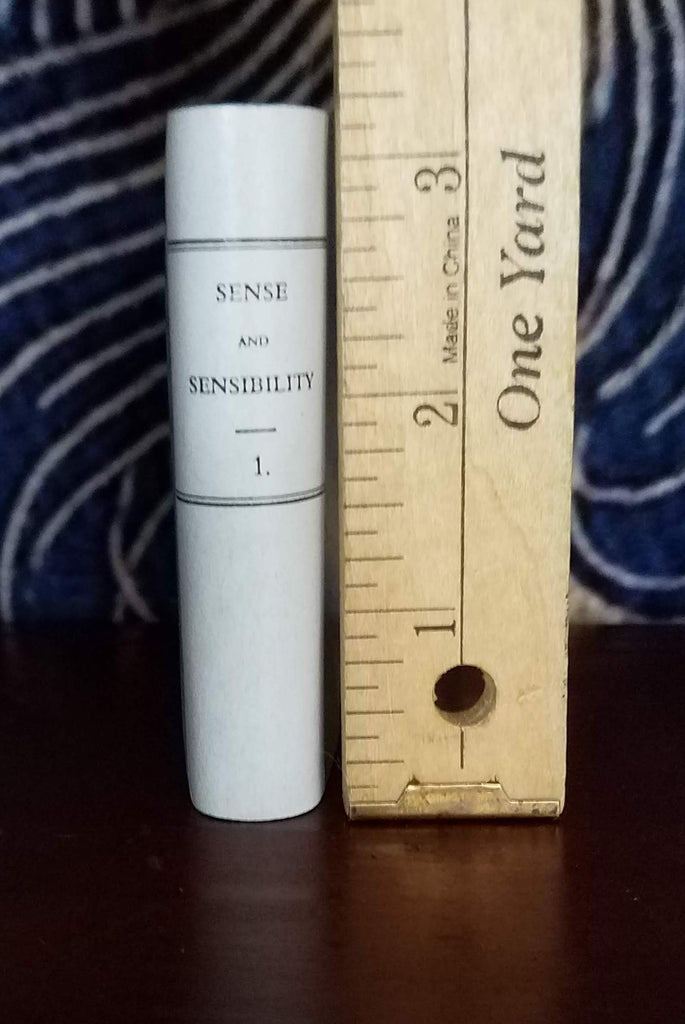 SENSE
AND
SENSIBILITY
1.
3
2
1
Made in China
One Yard